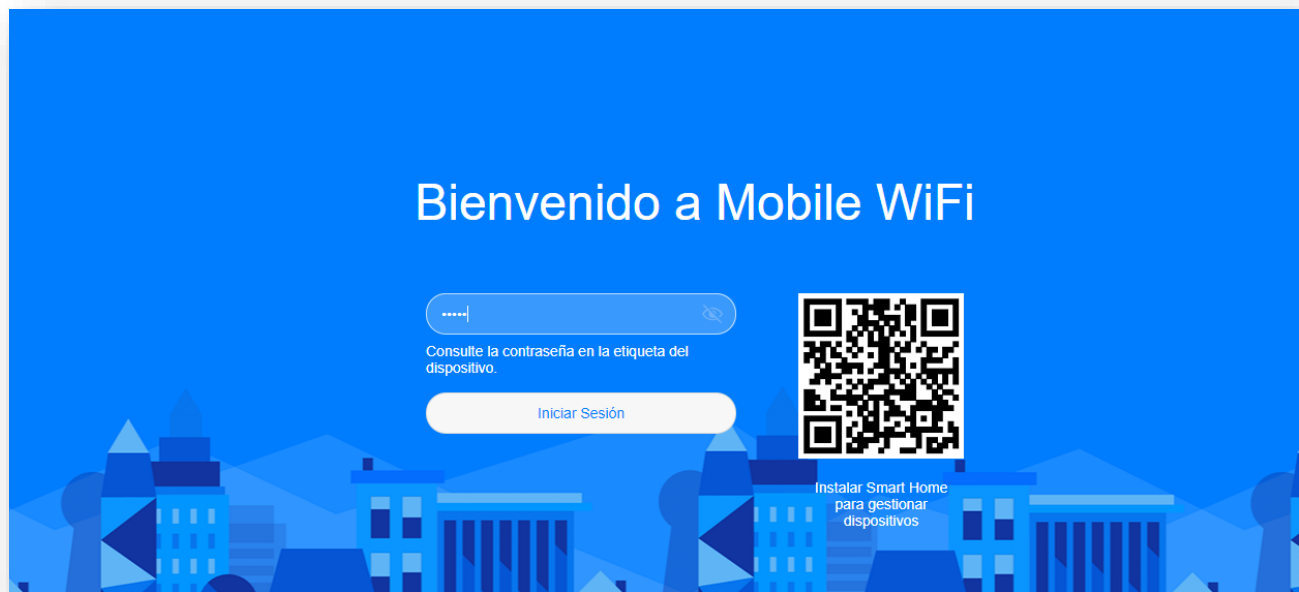 Bienvenido a Mobile WiFi
•••••
Consulte la contraseña en la etiqueta del
dispositivo.
Iniciar Sesión
Instalar Smart Home
para gestionar
dispositivos